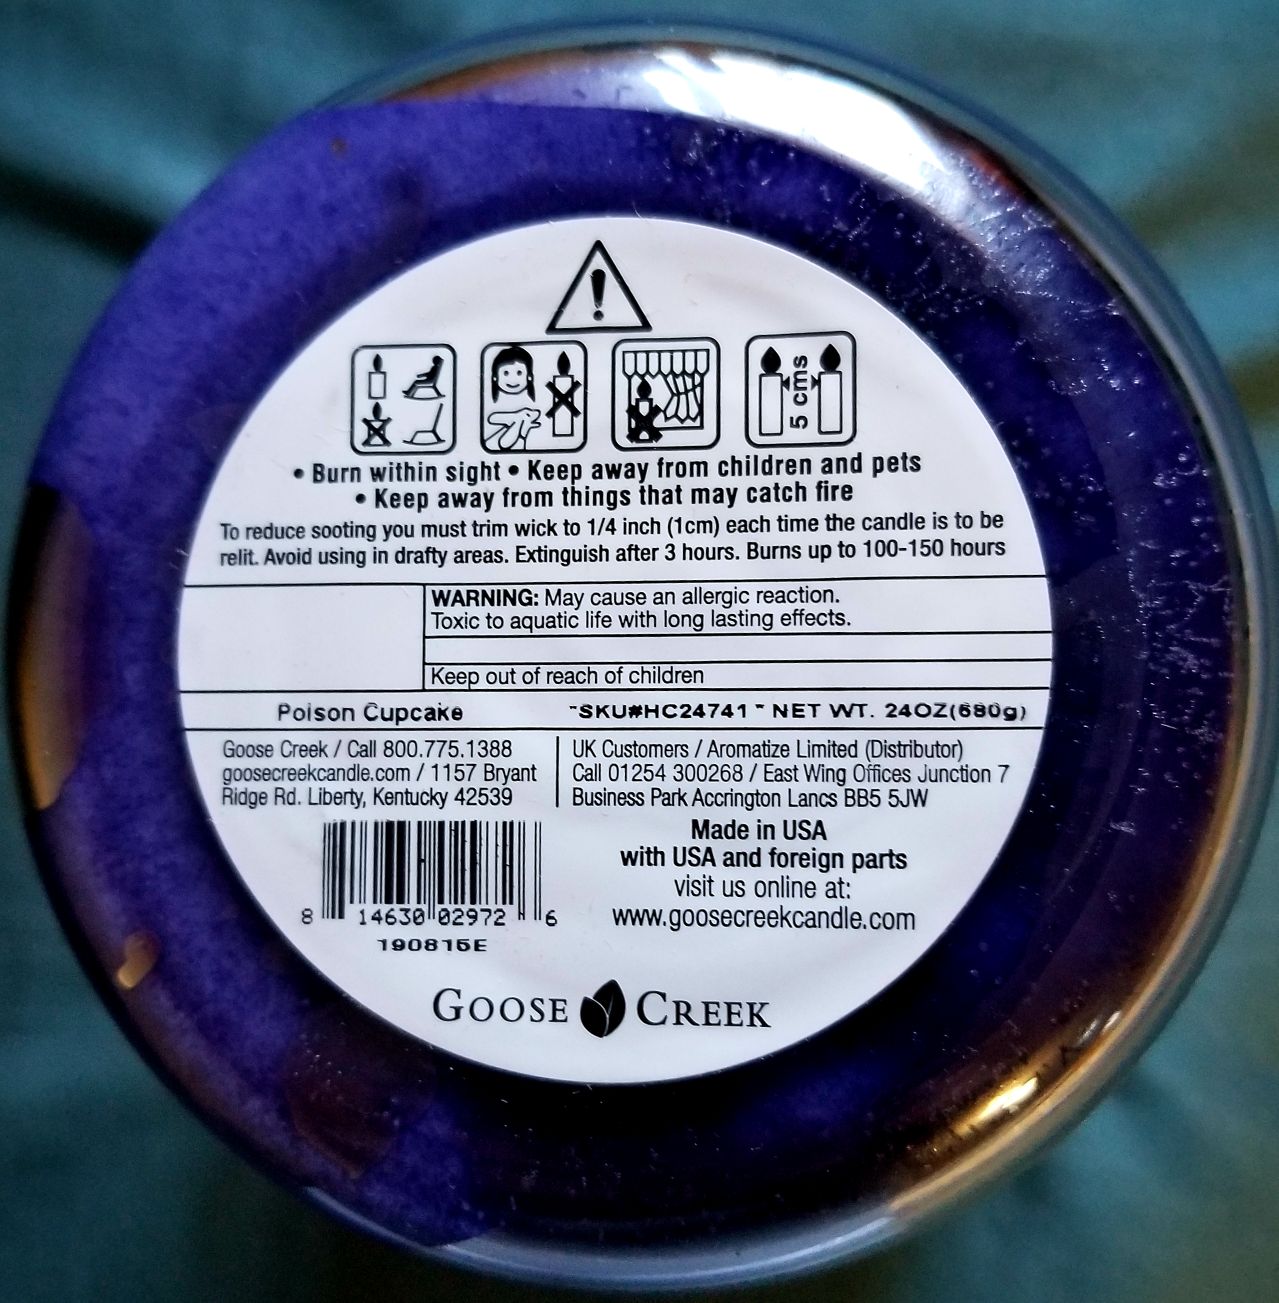 5 cms
• Burn within sight • Keep away from children and pets
• Keep away from things that may catch fire
To reduce sooting you must trim wick to 1/4 inch (1cm) each time the candle is to be
relit. Avoid using in drafty areas. Extinguish after 3 hours. Burns up to 100-150 hours
WARNING: May cause an allergic reaction.
Toxic to aquatic life with long lasting effects.
Keep out of reach of children
Poison Cupcake "SKU#HC24741 " NET WT. 24OZ(680g)
Goose Creek / Call 800.775.1388
goosecreekcandle.com / 1157 Bryant
Ridge Rd. Liberty, Kentucky 42539
UK Customers / Aromatize Limited (Distributor)
Call 01254 300268 / East Wing Offices Junction 7
Business Park Accrington Lancs BB5 5JW
8 14630 02972 6
190815E
Made in USA
with USA and foreign parts
visit us online at:
www.goosecreekcandle.com
GOOSE CREEK